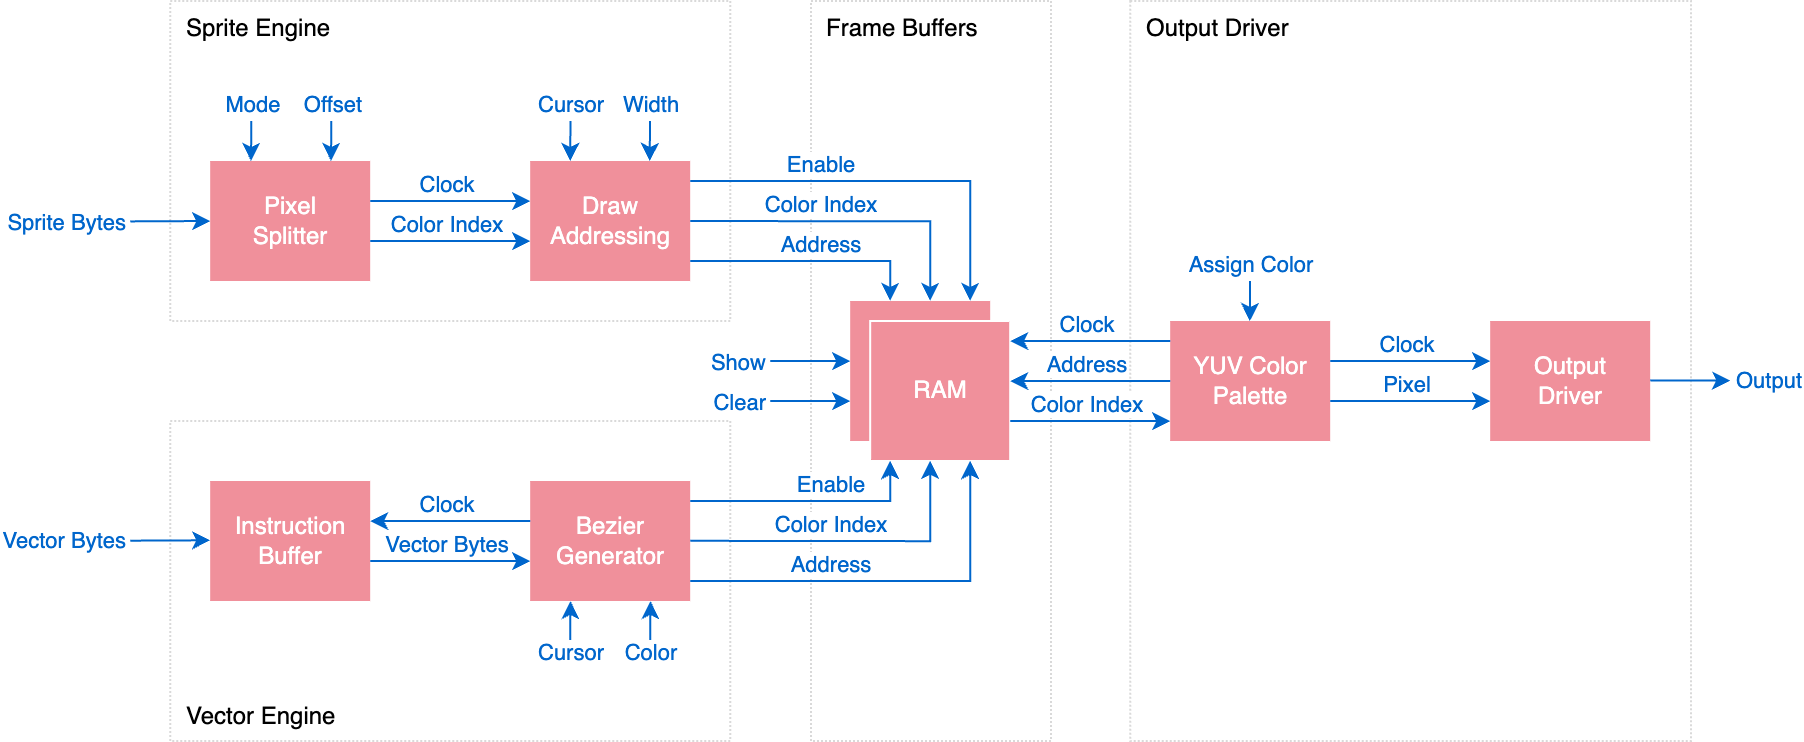 Sprite Engine
Frame Buffers
Output Driver
Mode
Offset
Cursor
Width
Sprite Bytes
Pixel
Splitter
Clock
Color Index
Draw
Addressing
Enable
Color Index
Address
Show
Clear
RAM
Clock
Address
Color Index
Assign Color
YUV Color
Palette
Clock
Pixel
Output
Driver
Output
Vector Bytes
Instruction
Buffer
Clock
Vector Bytes
Bezier
Generator
Enable
Color Index
Address
Cursor
Color
Vector Engine